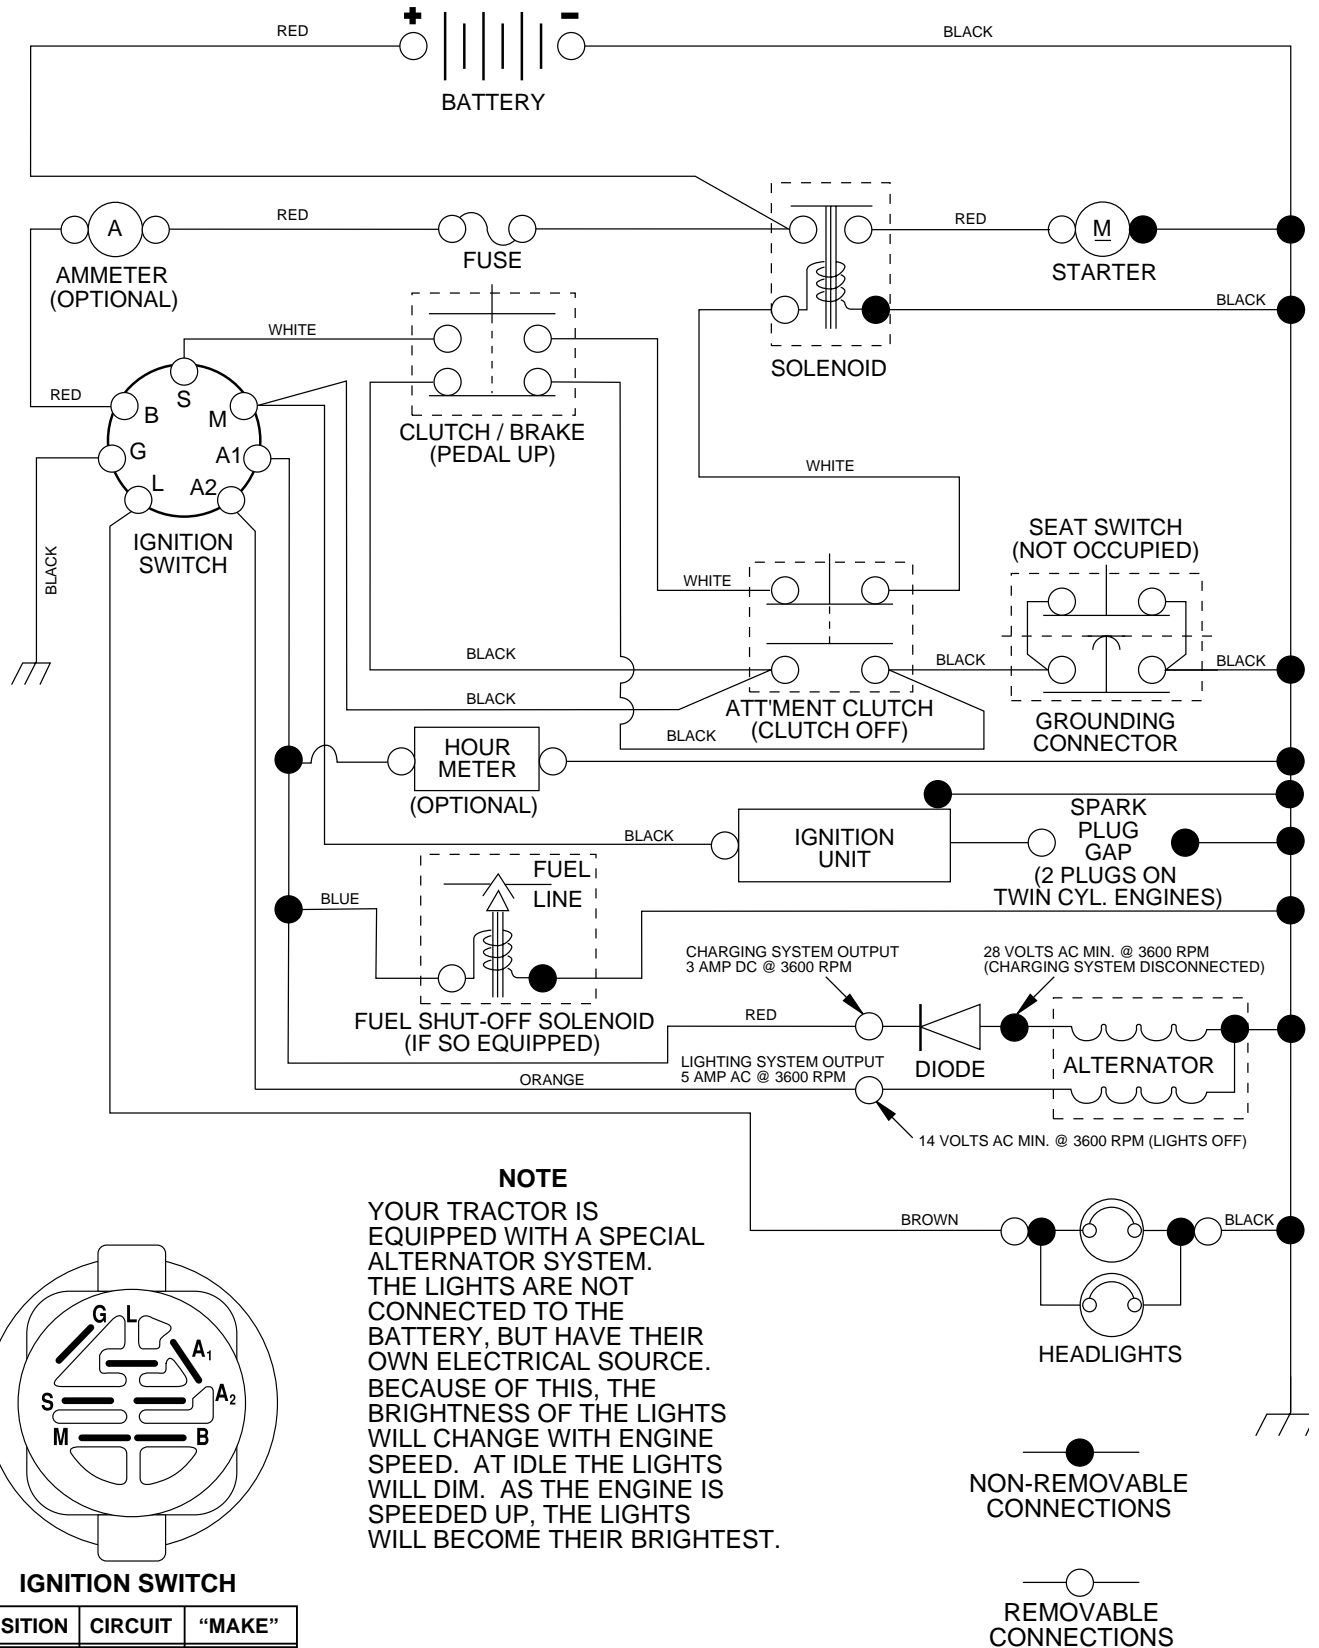 + -
RED
BLACK
BATTERY
A
RED
FUSE
RED
M
STARTER
AMMETER
(OPTIONAL)
BLACK
SOLENOID
WHITE
CLUTCH / BRAKE
(PEDAL UP)
RED
S
B
M
G
A1
L
A2
IGNITION
SWITCH
BLACK
WHITE
SEAT SWITCH
(NOT OCCUPIED)
WHITE
BLACK
BLACK
BLACK
BLACK
ATT'MENT CLUTCH
(CLUTCH OFF)
BLACK
GROUNDING
CONNECTOR
HOUR
METER
(OPTIONAL)
BLACK
IGNITION
UNIT
SPARK
PLUG
GAP
(2 PLUGS ON
TWIN CYL. ENGINES)
FUEL
LINE
BLUE
FUEL SHUT-OFF SOLENOID
(IF SO EQUIPPED)
CHARGING SYSTEM OUTPUT
3 AMP DC @ 3600 RPM
28 VOLTS AC MIN. @ 3600 RPM
(CHARGING SYSTEM DISCONNECTED)
RED
DIODE
ALTERNATOR
LIGHTING SYSTEM OUTPUT
5 AMP AC @ 3600 RPM
ORANGE
14 VOLTS AC MIN. @ 3600 RPM (LIGHTS OFF)
BROWN
BLACK
HEADLIGHTS
NOTE
YOUR TRACTOR IS
EQUIPPED WITH A SPECIAL
ALTERNATOR SYSTEM.
THE LIGHTS ARE NOT
CONNECTED TO THE
BATTERY, BUT HAVE THEIR
OWN ELECTRICAL SOURCE.
BECAUSE OF THIS, THE
BRIGHTNESS OF THE LIGHTS
WILL CHANGE WITH ENGINE
SPEED. AT IDLE THE LIGHTS
WILL DIM. AS THE ENGINE IS
SPEEDED UP, THE LIGHTS
WILL BECOME THEIR BRIGHTEST.
G L
A1
S
A2
M
B
IGNITION SWITCH
SITION CIRCUIT “MAKE”
NON-REMOVABLE
CONNECTIONS
REMOVABLE
CONNECTIONS